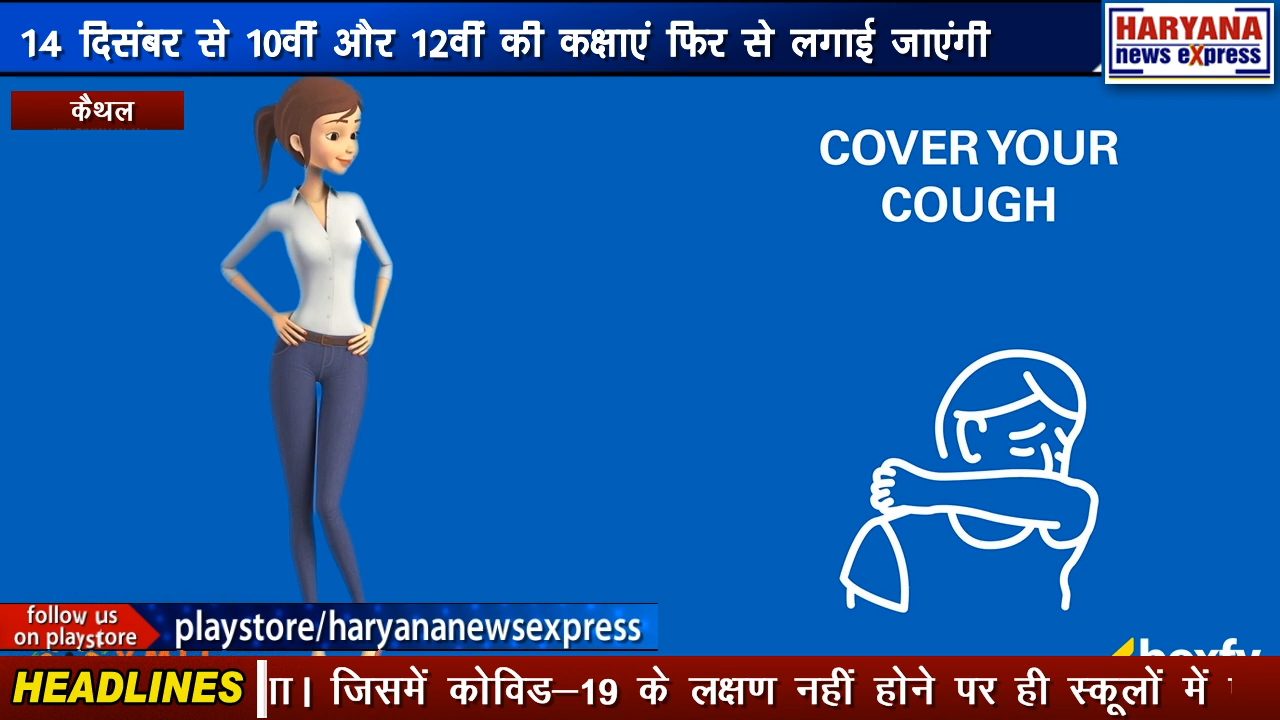 14 दिसंबर से 10वीं और 12वीं की कक्षाएं फिर से लगाई जाएंगी
HARYANA
news eXpress
कैथल
COVER YOUR
COUGH
follow us
on playstore
playstore/haryananewsexpress
HEADLINES
। जिसमें कोविड–19 के लक्षण नहीं होने पर ही स्कूलों में